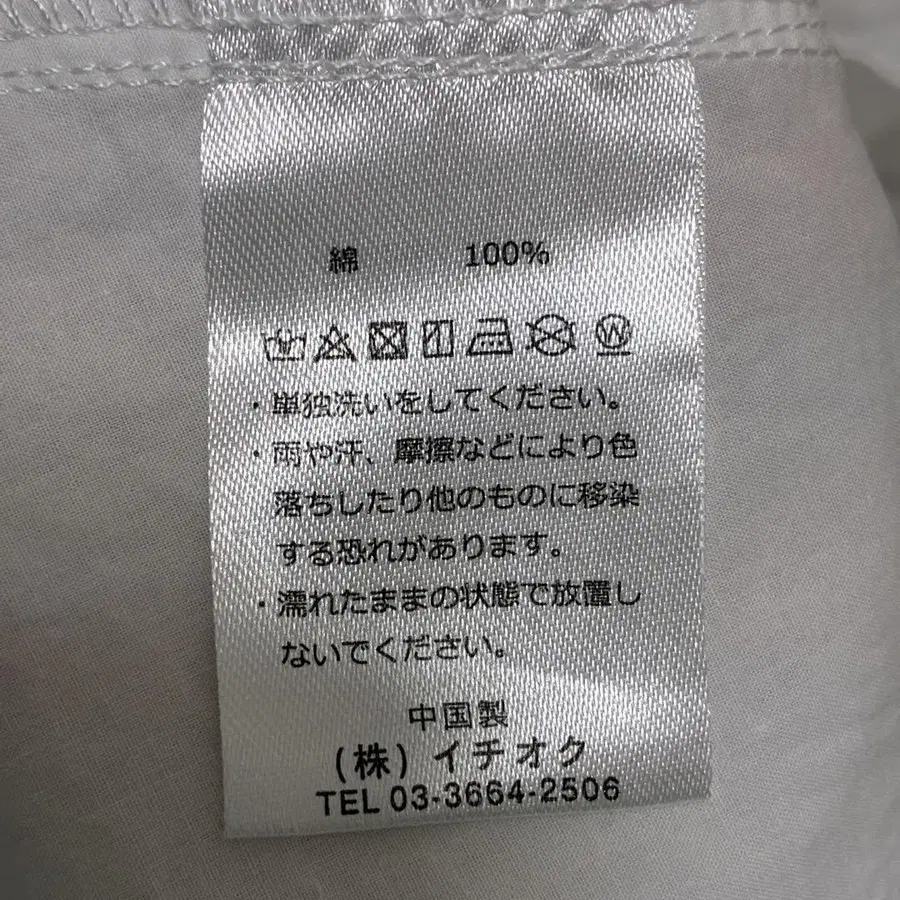 綿 100%
・単独洗いをしてください。
・雨や汗、摩擦などにより色
落ちしたり他のものに移染
する恐れがあります。
・濡れたままの状態で放置し
ないでください。
中国製
(株)イチオク
TEL 03-3664-2506